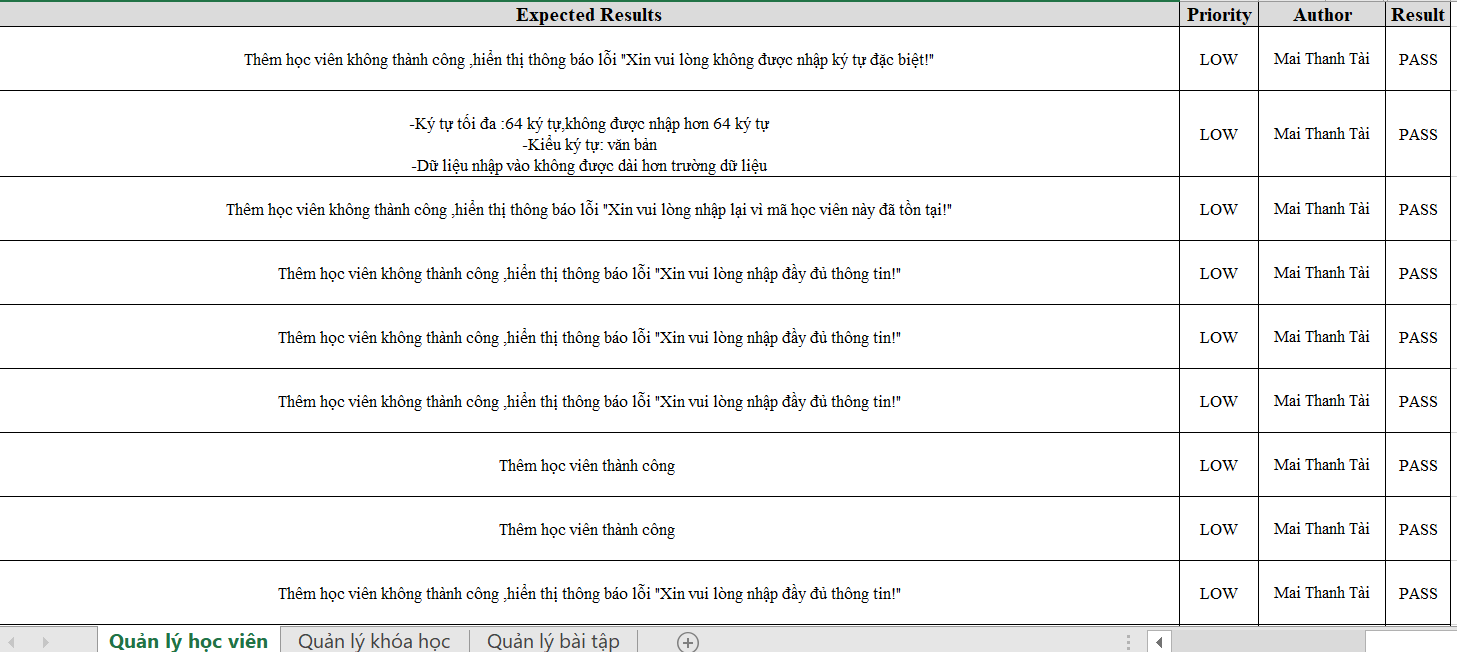 Expected Results Priority Author Result
Thêm học viên không thành công ,hiển thị thông báo lỗi "Xin vui lòng không được nhập ký tự đặc biệt!" LOW Mai Thanh Tài PASS
-Ký tự tối đa :64 ký tự,không được nhập hơn 64 ký tự
-Kiểu ký tự: văn bản LOW Mai Thanh Tài PASS
-Dữ liệu nhập vào không được dài hơn trường dữ liệu
Thêm học viên không thành công ,hiển thị thông báo lỗi "Xin vui lòng nhập lại vì mã học viên này đã tồn tại!" LOW Mai Thanh Tài PASS
Thêm học viên không thành công ,hiển thị thông báo lỗi "Xin vui lòng nhập đầy đủ thông tin!" LOW Mai Thanh Tài PASS
Thêm học viên không thành công ,hiển thị thông báo lỗi "Xin vui lòng nhập đầy đủ thông tin!" LOW Mai Thanh Tài PASS
Thêm học viên không thành công ,hiển thị thông báo lỗi "Xin vui lòng nhập đầy đủ thông tin!" LOW Mai Thanh Tài PASS
Thêm học viên thành công LOW Mai Thanh Tài PASS
Thêm học viên thành công LOW Mai Thanh Tài PASS
Thêm học viên không thành công ,hiển thị thông báo lỗi "Xin vui lòng nhập đầy đủ thông tin!" LOW Mai Thanh Tài PASS
Quản lý học viên Quản lý khóa học Quản lý bài tập